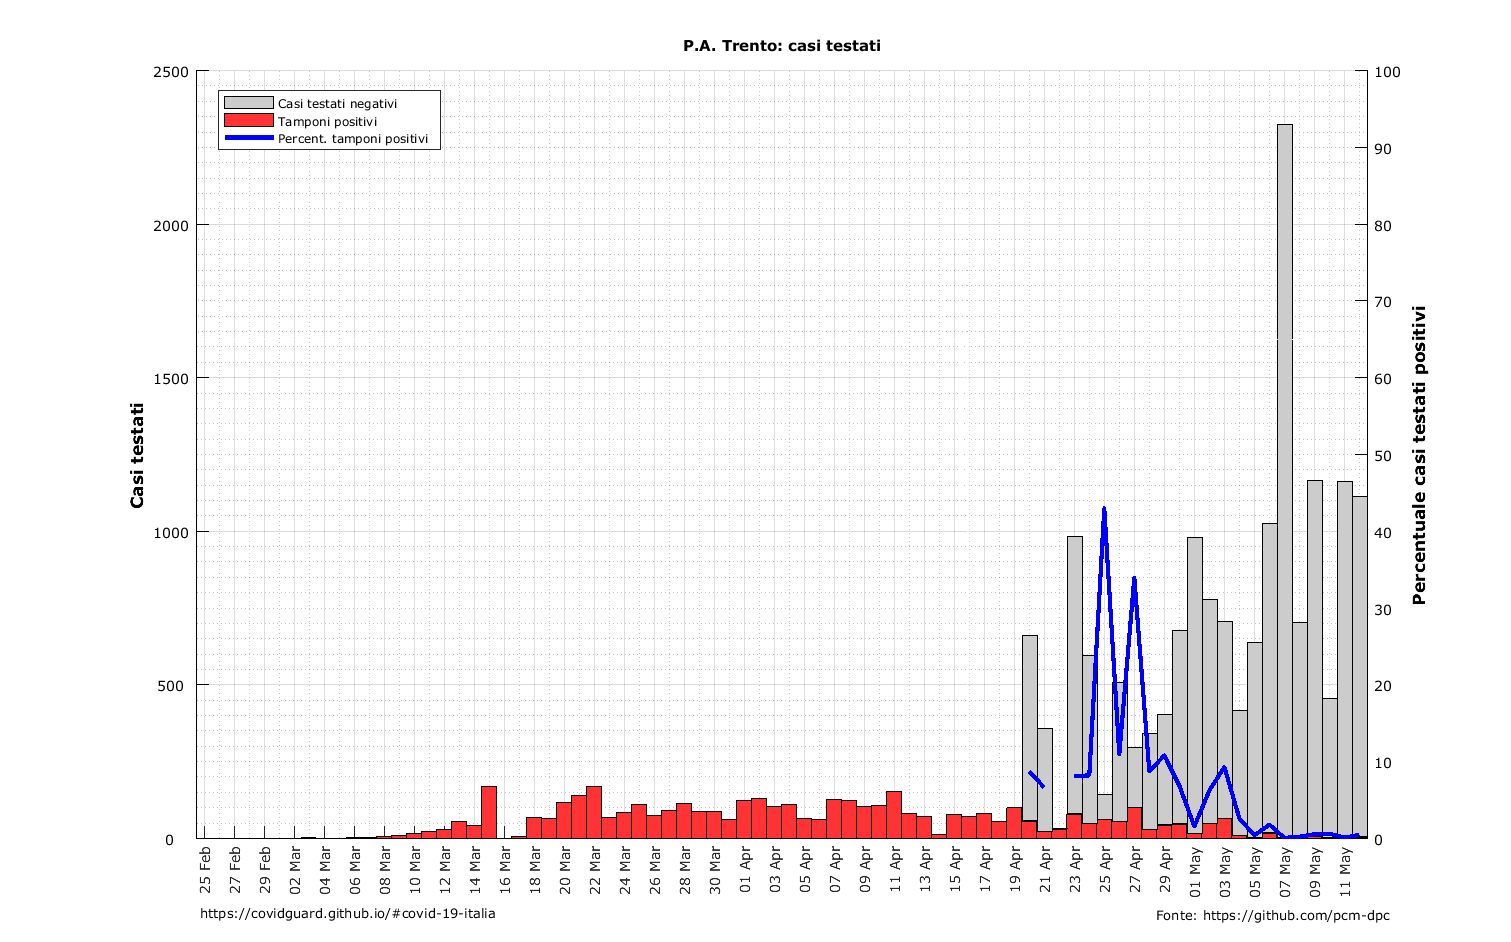 P.A. Trento: casi testati
Casi testati negativi
Tamponi positivi
Percent. tamponi positivi
Casi testati
2500
2000
1500
1000
500
0
100
90
80
70
60
50
40
30
20
10
0
Percentuale casi testati positivi
25 Feb
27 Feb
29 Feb
02 Mar
04 Mar
06 Mar
08 Mar
10 Mar
12 Mar
14 Mar
16 Mar
18 Mar
20 Mar
22 Mar
24 Mar
26 Mar
28 Mar
30 Mar
01 Apr
03 Apr
05 Apr
07 Apr
09 Apr
11 Apr
13 Apr
15 Apr
17 Apr
19 Apr
21 Apr
23 Apr
25 Apr
27 Apr
29 Apr
01 May
03 May
05 May
07 May
09 May
11 May
https://covidguard.github.io/#covid-19-italia
Fonte: https://github.com/pcm-dpc